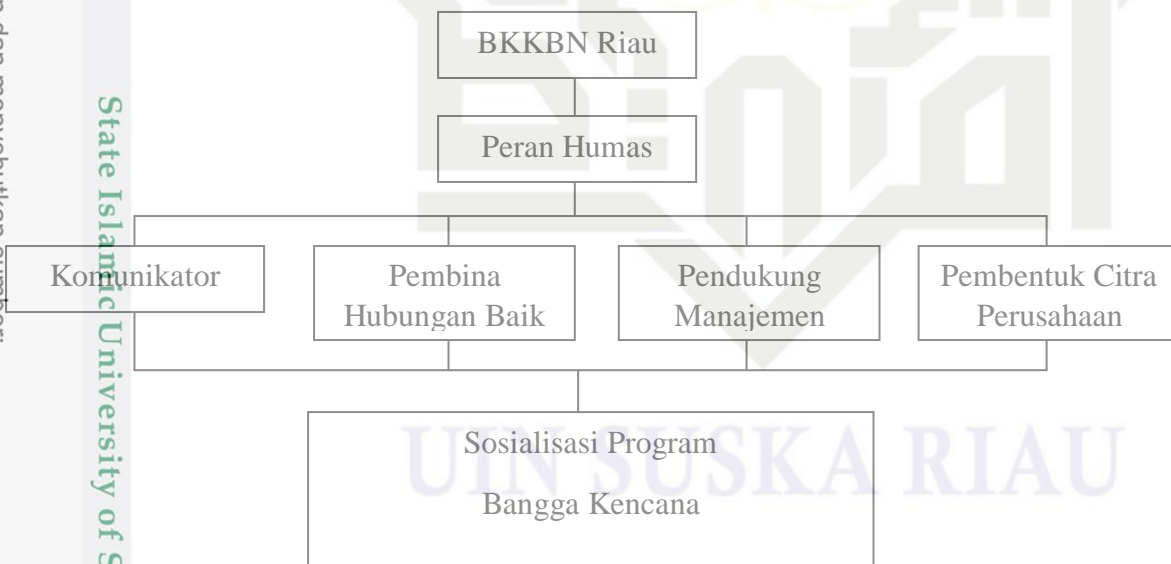 BKKBN Riau
Peran Humas
Komunikator
Pembina
Hubungan Baik
Pendukung
Manajemen
Pembentuk Citra
Perusahaan
Sosialisasi Program
Bangga Kencana
UIN SUSKA RIAU
State Islamic University of S